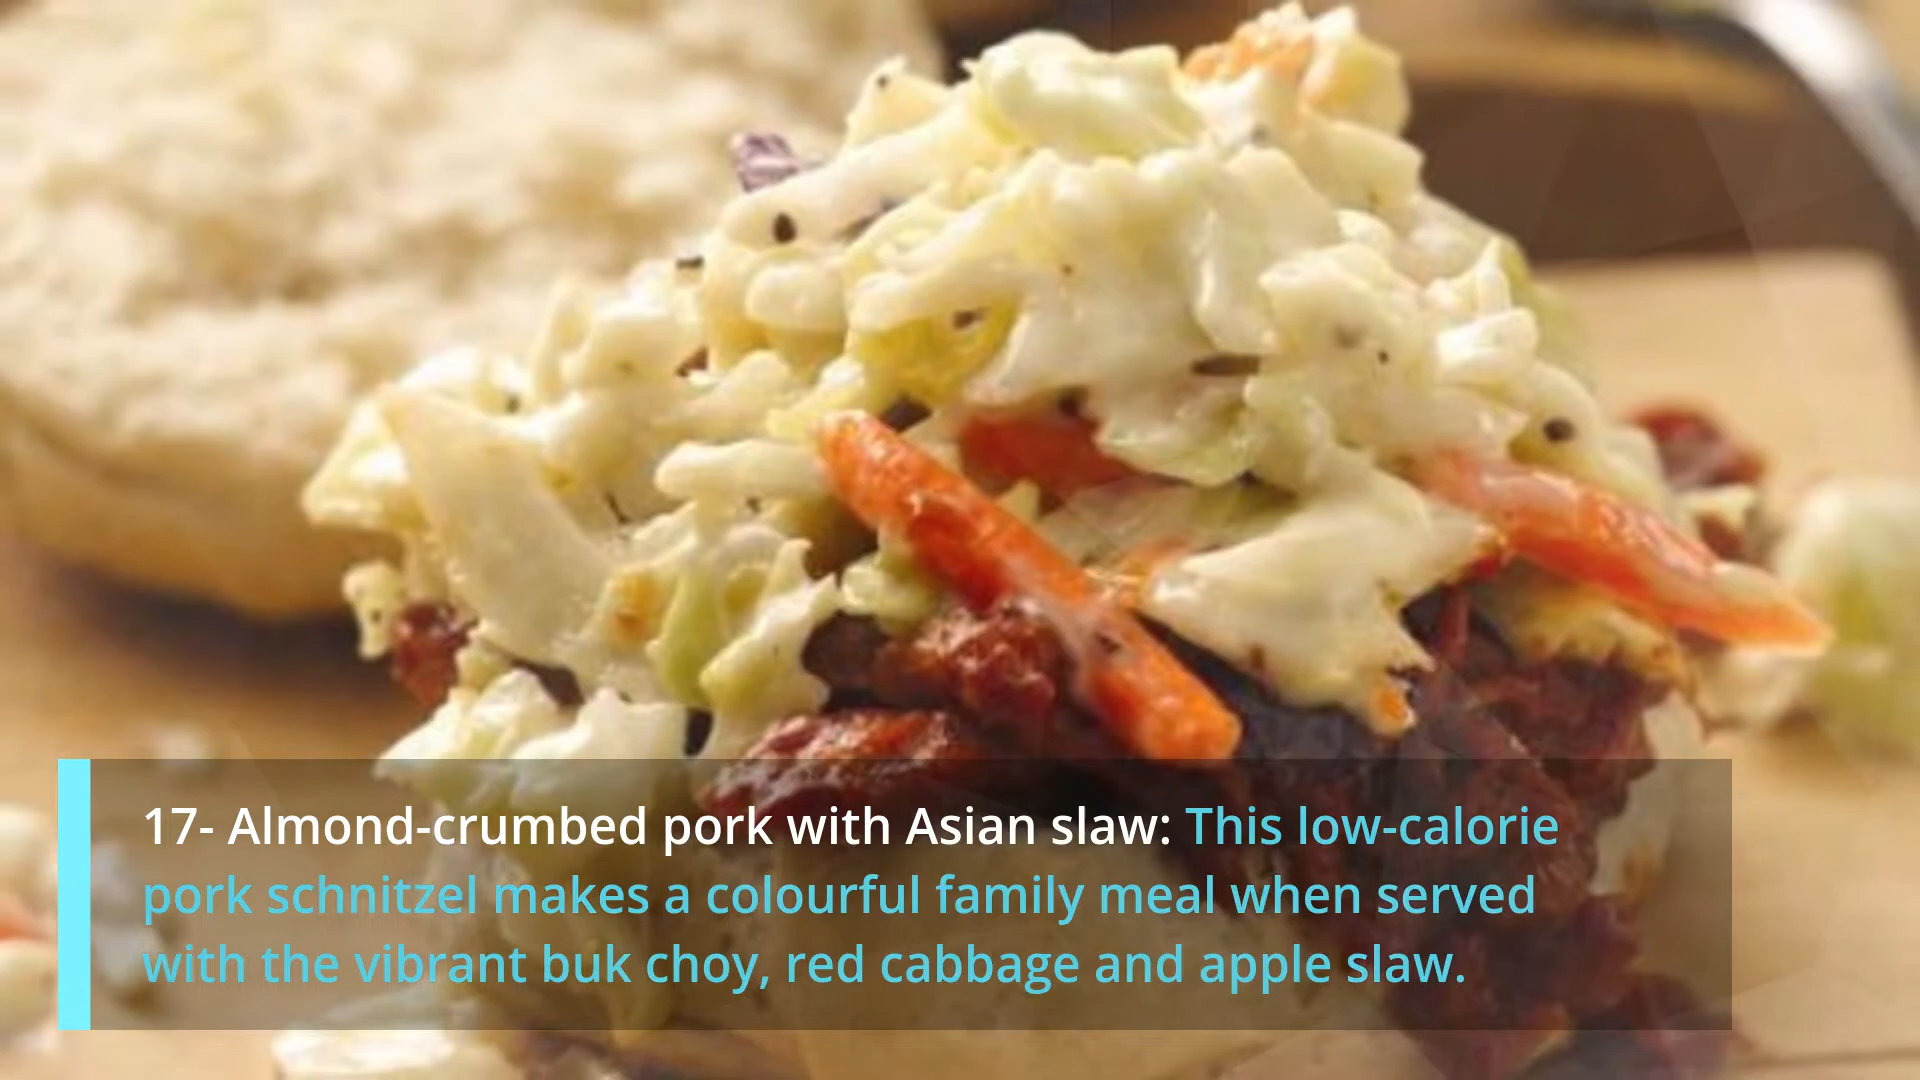 17- Almond-crumbed pork with Asian slaw: This low-calorie
pork schnitzel makes a colourful family meal when served
with the vibrant buk choy, red cabbage and apple slaw.